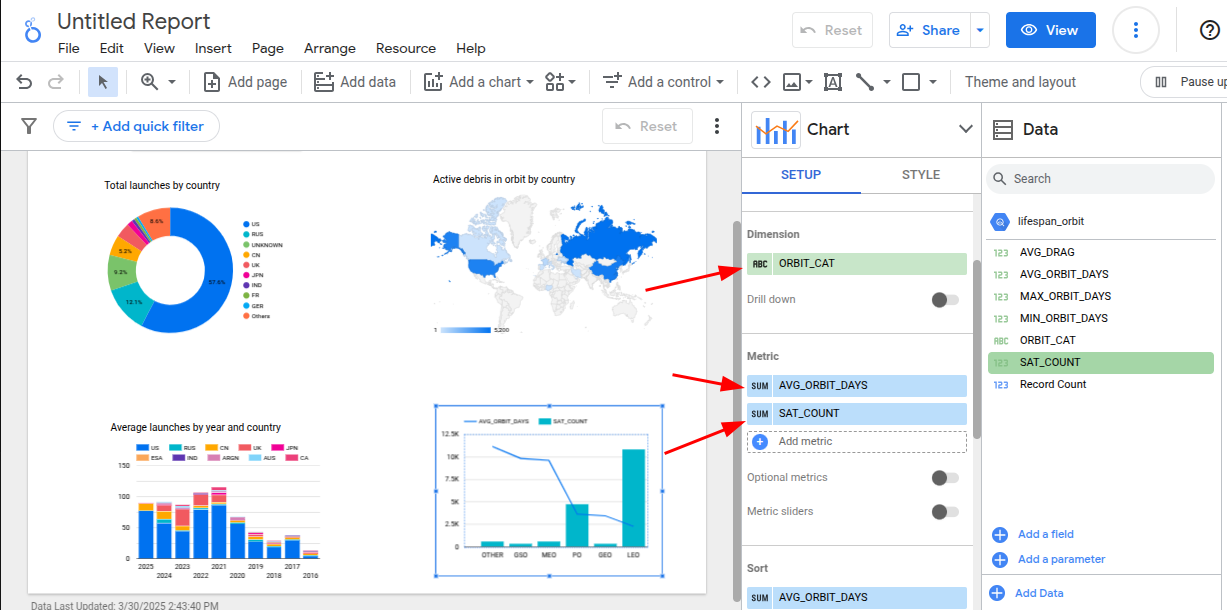 Untitled Report
File Edit View Insert Page Arrange Resource Help
Reset
Share
View
Add page
Add data
Add a chart
Add a control
Theme and layout
Pause up
+ Add quick filter
Reset
Total launches by country
57.6%
12.1%
9.2%
5.2%
8.6%
US
RUS
UNKNOWN
CN
UK
JPN
IND
FR
GER
Others
Active debris in orbit by country
1 5,200
Average launches by year and country
US RUS CN UK JPN
ESA IND ARGN AUS CA
150
100
50
0
2025 2023 2021 2019 2017
2024 2022 2020 2018 2016
AVG_ORBIT_DAYS SAT_COUNT
12.5K
10K
7.5K
5K
2.5K
0
OTHER GSO MEO PO GEO LEO
Data Last Updated: 3/30/2025 2:43:40 PM
Chart
SETUP STYLE
Dimension
ABC ORBIT_CAT
Drill down
Metric
SUM AVG_ORBIT_DAYS
SUM SAT_COUNT
Add metric
Optional metrics
Metric sliders
Sort
SUM AVG_ORBIT_DAYS
Data
Search
lifespan_orbit
123 AVG_DRAG
123 AVG_ORBIT_DAYS
123 MAX_ORBIT_DAYS
123 MIN_ORBIT_DAYS
ABC ORBIT_CAT
123 SAT_COUNT
123 Record Count
Add a field
Add a parameter
Add Data